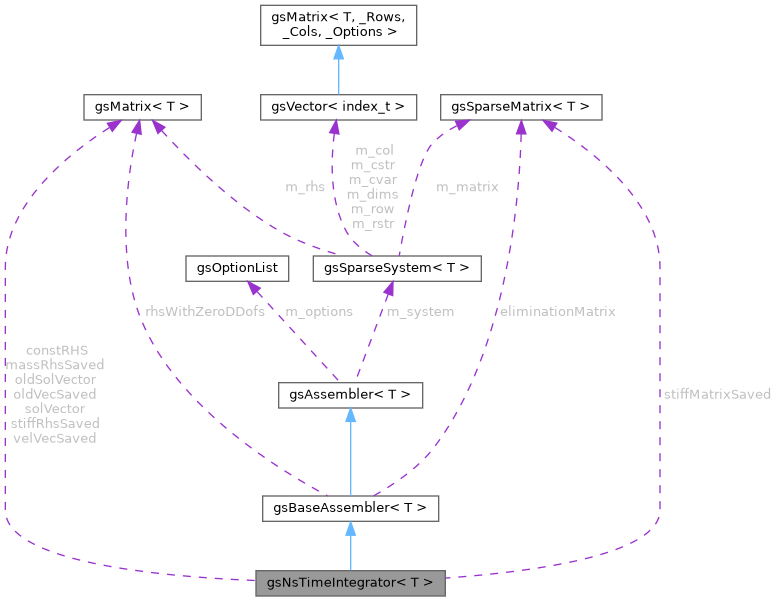 gsMatrix< T, _Rows,
_Cols, _Options >
gsMatrix< T >
gsVector< index_t >
gsSparseMatrix< T >
m_col
m_cstr
m_cvar
m_dims
m_row
m_rstr
m_rhs
m_matrix
gsOptionList
gsSparseSystem< T >
rhsWithZeroDDofs
m_options
m_system
eliminationMatrix
constRHS
massRhsSaved
oldSolVector
oldVecSaved
solVector
stiffRhsSaved
velVecSaved
gsAssembler< T >
stiffMatrixSaved
gsBaseAssembler< T >
gsNsTimeIntegrator< T >